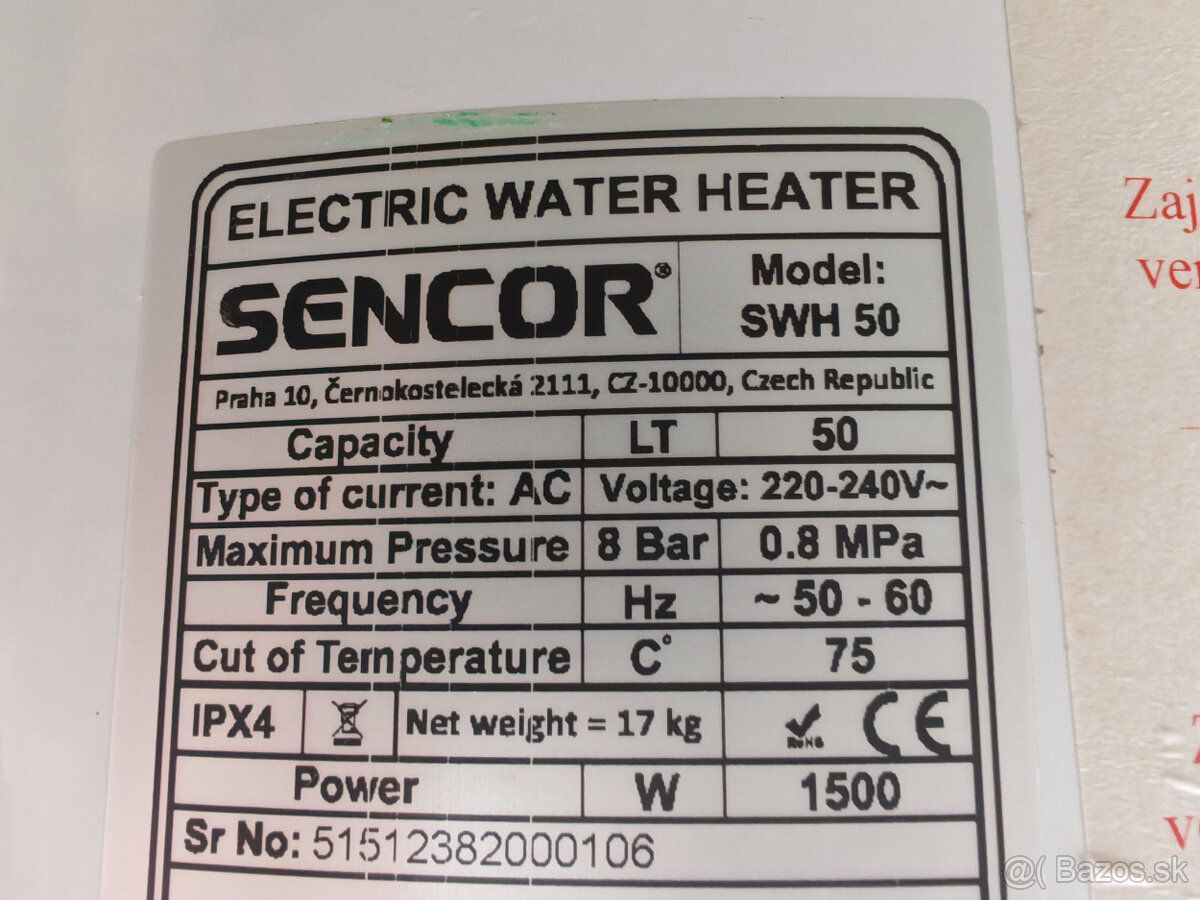 ELECTRIC WATER HEATER
SENCOR®
Model:
SWH 50
Praha 10, Černokostelecká 2111, CZ-10000, Czech Republic
Capacity LT 50
Type of current: AC Voltage: 220-240V~
Maximum Pressure 8 Bar 0.8 MPa
Frequency Hz ~ 50 - 60
Cut of Temperature C° 75
IPX4 Net weight = 17 kg RoHS CE
Power W 1500
Sr No: 51512382000106
Zaj
@( Bazos.sk